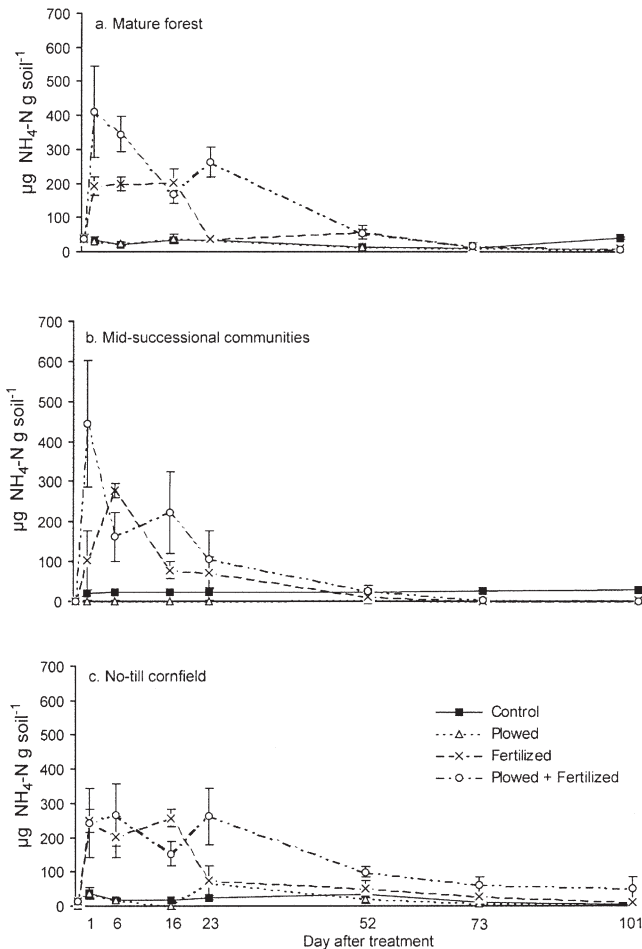 a. Mature forest
700
600
500
400
300
200
100
0
µg NH4-N g soil-1
b. Mid-successional communities
700
600
500
400
300
200
100
0
µg NH4-N g soil-1
c. No-till cornfield
700
600
500
400
300
200
100
0
µg NH4-N g soil-1
Control
Plowed
Fertilized
Plowed + Fertilized
1 6 16 23 52 73 101
Day after treatment